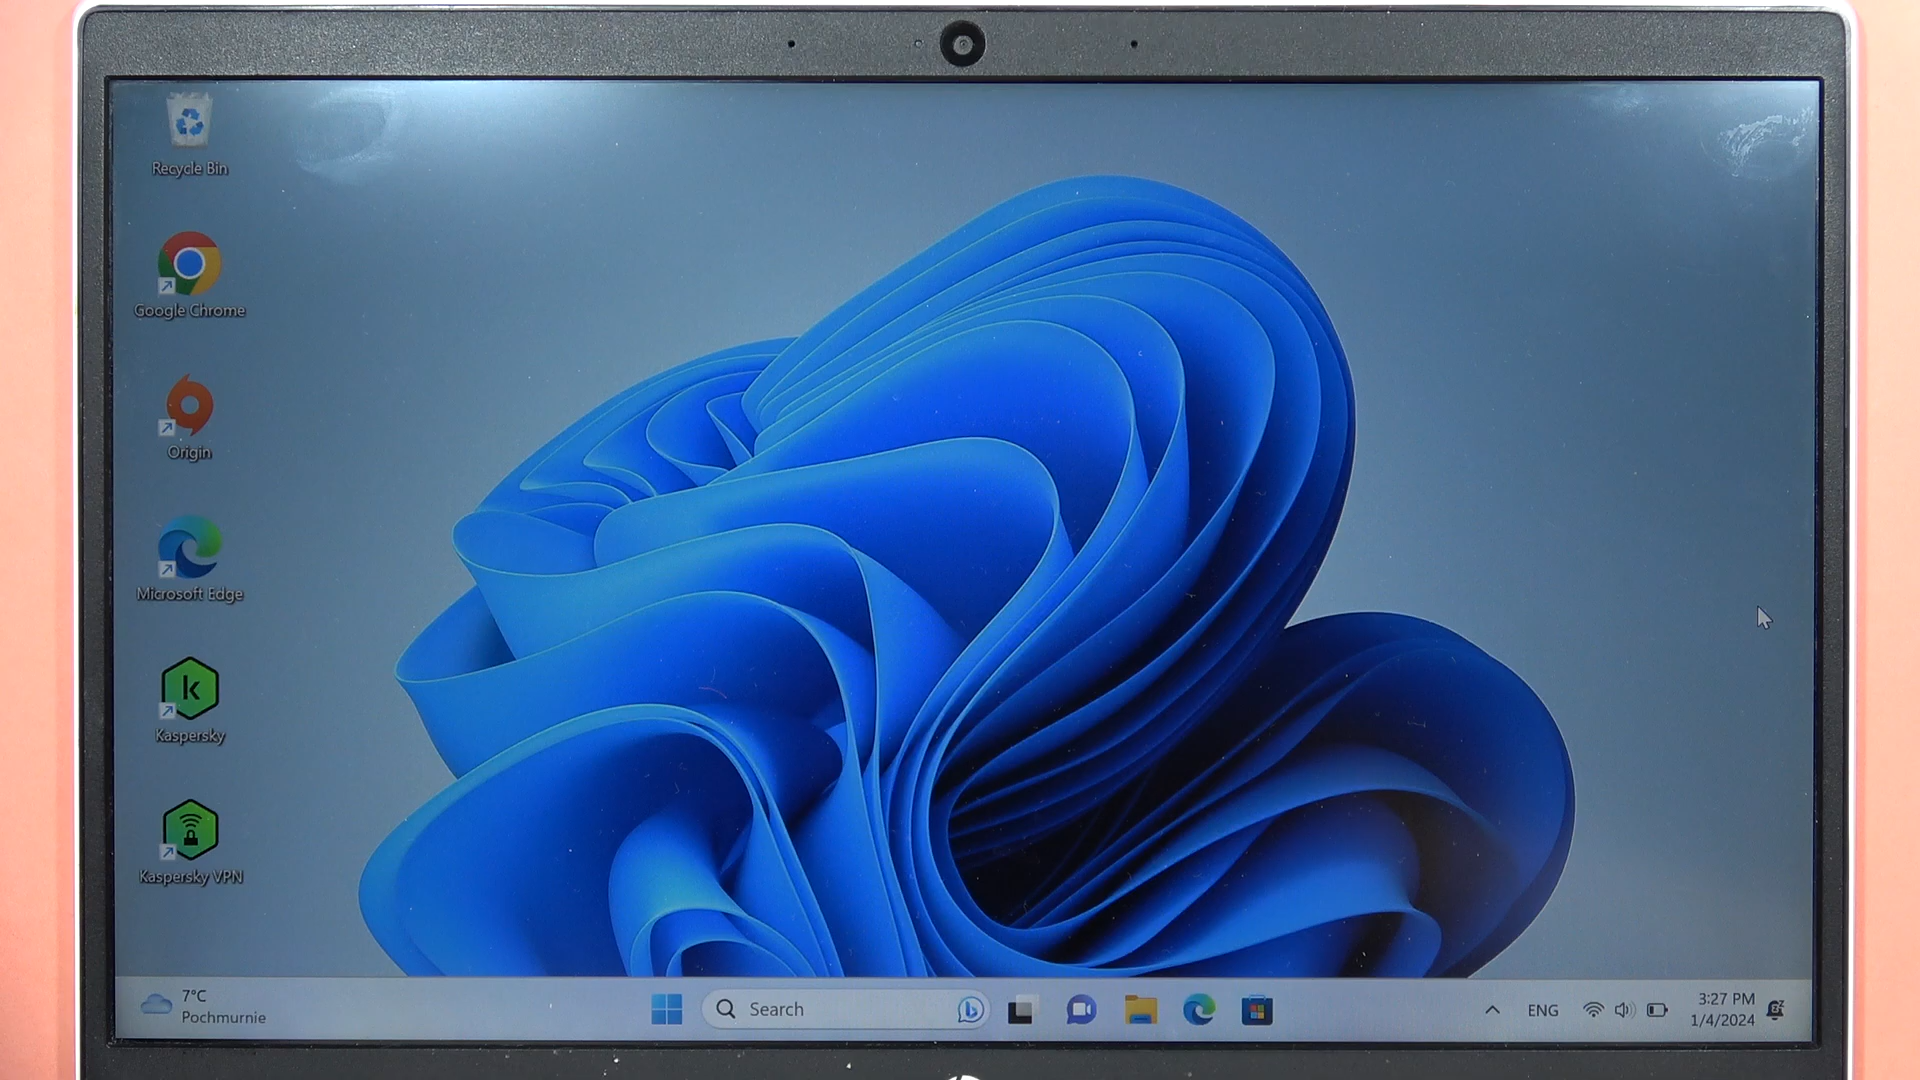 Recycle Bin
Google Chrome
Origin
Microsoft Edge
k
Kaspersky
Kaspersky VPN
7°C
Pochmurnie
Search
ENG
3:27 PM
1/4/2024